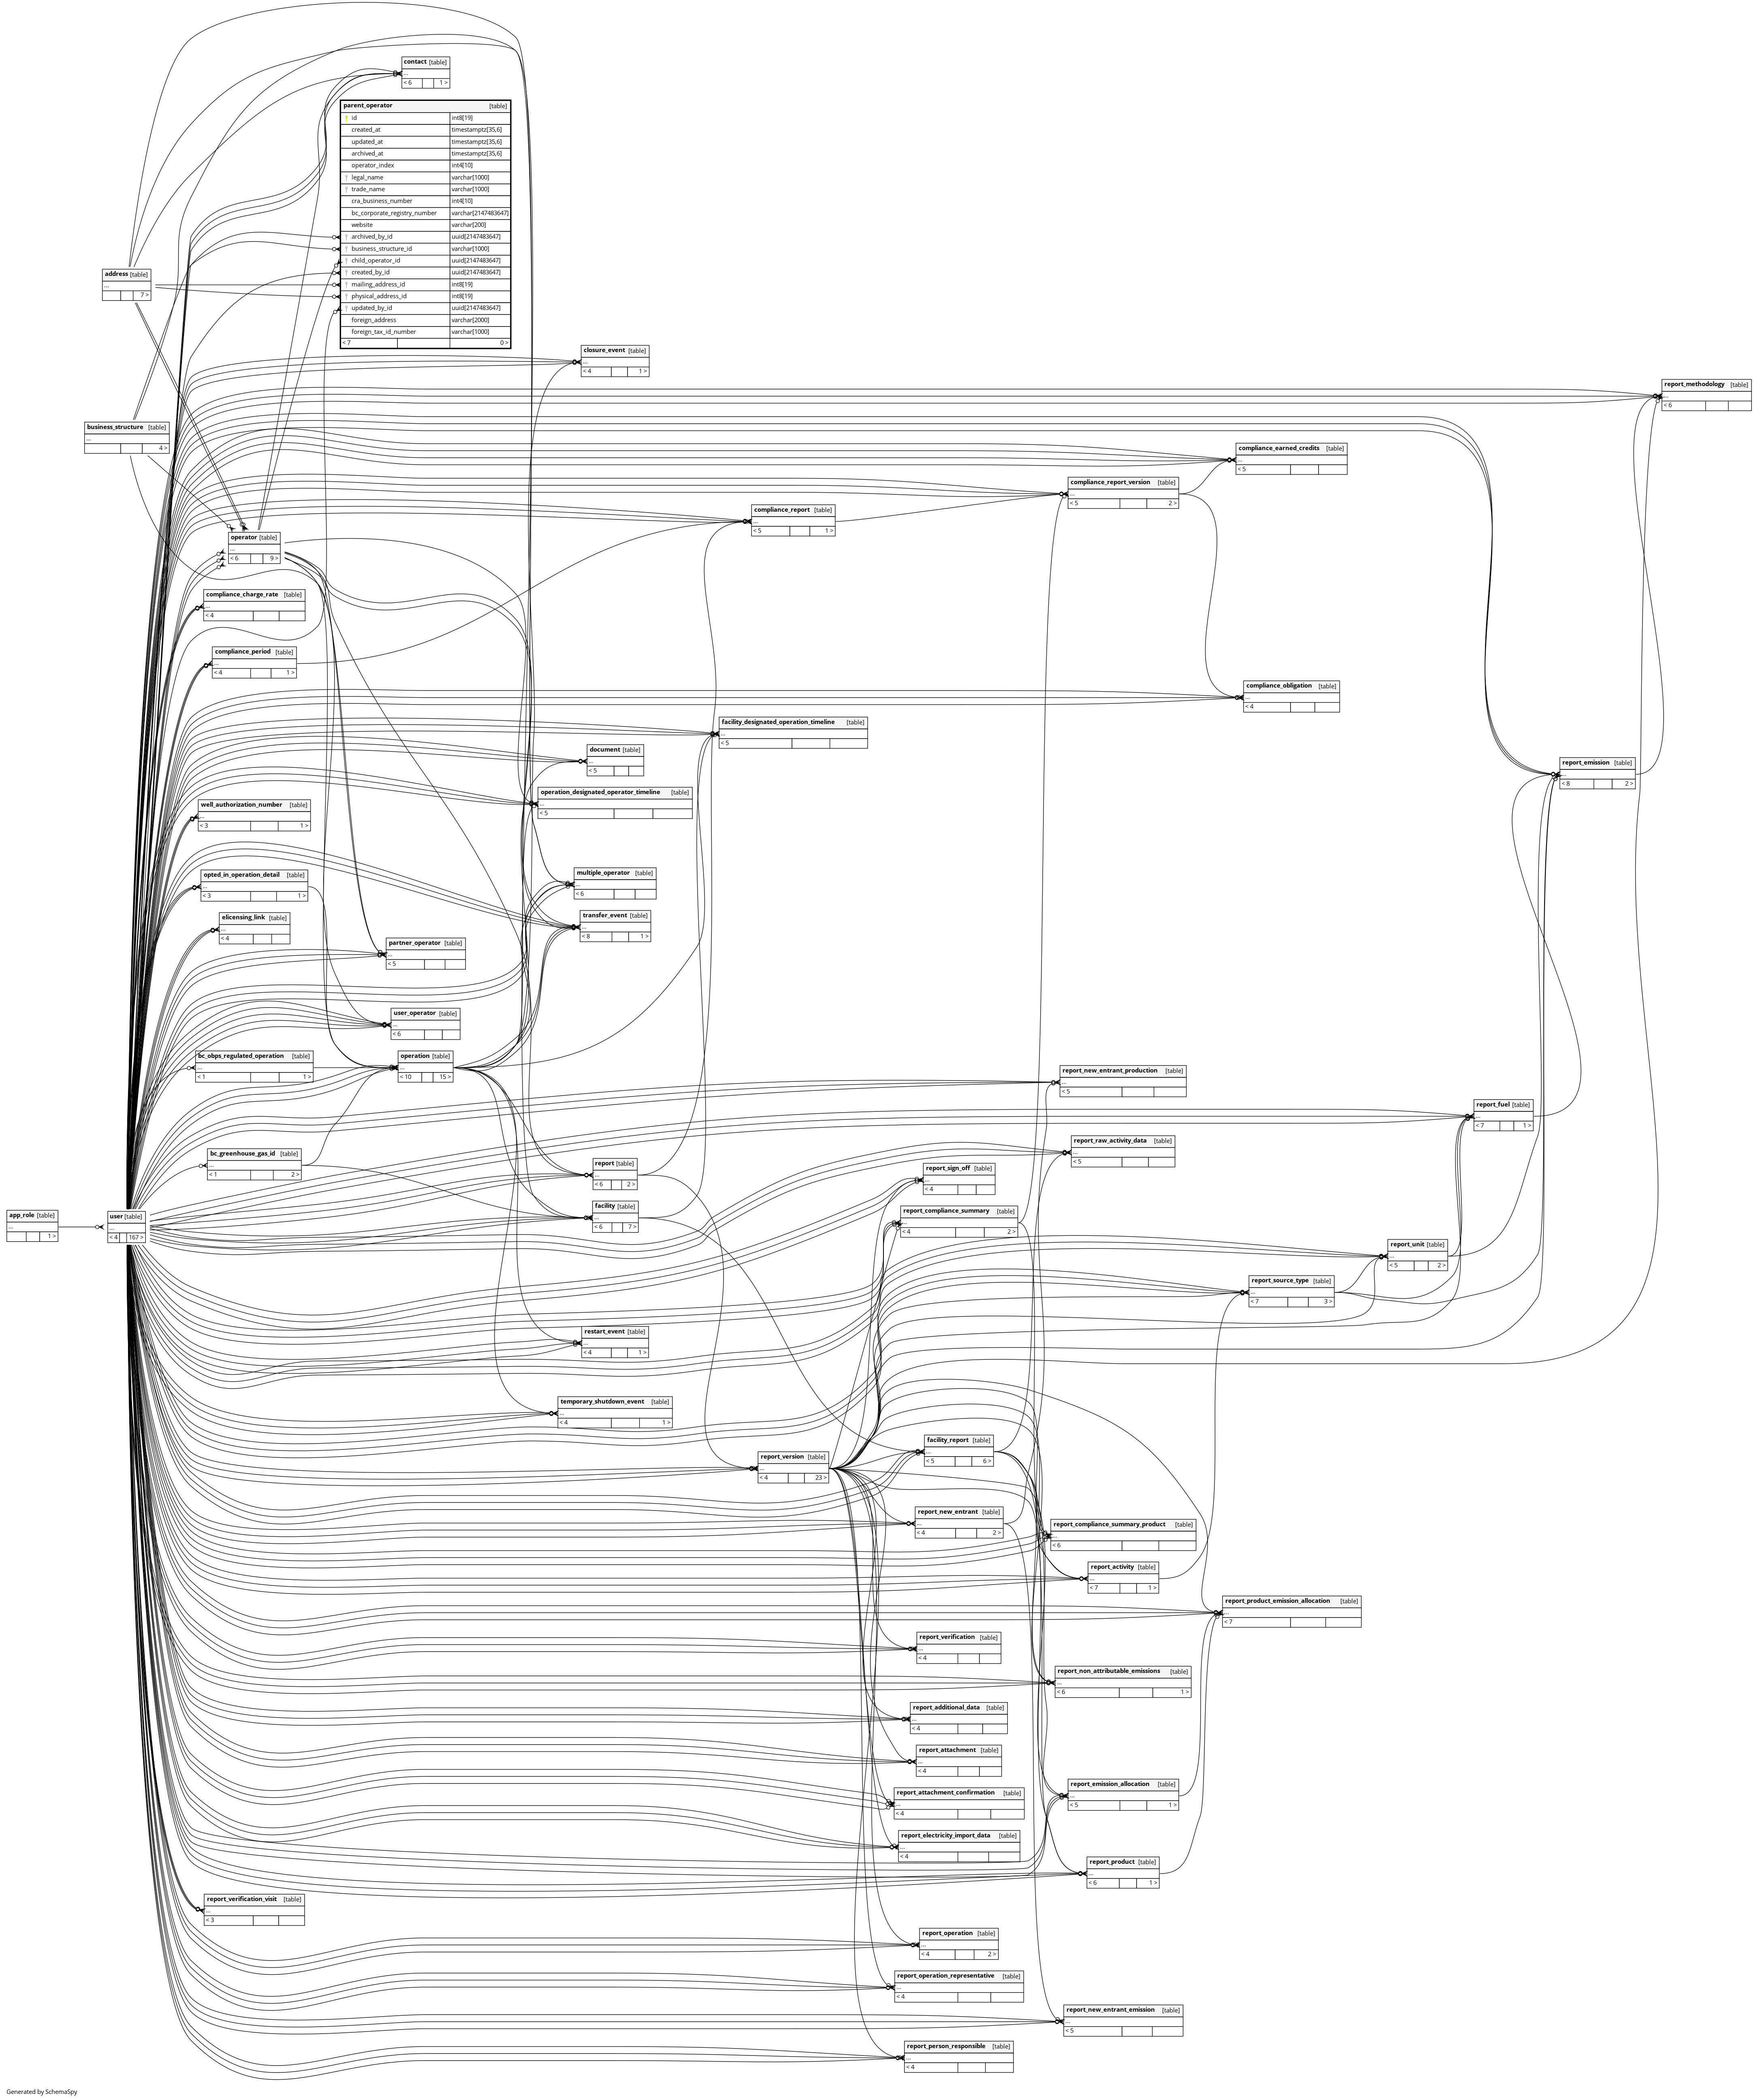 contact [table]
...
< 6 1 >
parent_operator [table]
id int8[19]
created_at timestamptz[35,6]
updated_at timestamptz[35,6]
archived_at timestamptz[35,6]
operator_index int4[10]
legal_name varchar[1000]
trade_name varchar[1000]
cra_business_number int4[10]
bc_corporate_registry_number varchar[2147483647]
website varchar[200]
archived_by_id uuid[2147483647]
business_structure_id varchar[1000]
child_operator_id uuid[2147483647]
created_by_id uuid[2147483647]
mailing_address_id int8[19]
physical_address_id int8[19]
updated_by_id uuid[2147483647]
foreign_address varchar[2000]
foreign_tax_id_number varchar[1000]
< 7 0 >
address [table]
...
7 >
closure_event [table]
...
< 4 1 >
report_methodology [table]
...
< 6
business_structure [table]
...
4 >
compliance_earned_credits [table]
...
< 5
compliance_report_version [table]
...
< 5 2 >
compliance_report [table]
...
< 5 1 >
operator [table]
...
< 6 9 >
compliance_charge_rate [table]
...
< 4
compliance_period [table]
...
< 4 1 >
compliance_obligation [table]
...
< 4
facility_designated_operation_timeline [table]
...
< 5
document [table]
...
< 5
report_emission [table]
...
< 8 2 >
operation_designated_operator_timeline [table]
...
< 5
well_authorization_number [table]
...
< 3 1 >
multiple_operator [table]
...
< 6
opted_in_operation_detail [table]
...
< 3 1 >
transfer_event [table]
...
< 8 1 >
elicensing_link [table]
...
< 4
partner_operator [table]
...
< 5
user_operator [table]
...
< 6
bc_obps_regulated_operation [table]
...
< 1 1 >
operation [table]
...
< 10 15 >
report_new_entrant_production [table]
...
< 5
report_fuel [table]
...
< 7 1 >
report_raw_activity_data [table]
...
< 5
bc_greenhouse_gas_id [table]
...
< 1 2 >
report [table]
...
< 6 2 >
report_sign_off [table]
...
< 4
facility [table]
...
< 6 7 >
report_compliance_summary [table]
...
< 4 2 >
app_role [table]
...
1 >
user [table]
...
< 4 167 >
report_unit [table]
...
< 5 2 >
report_source_type [table]
...
< 7 3 >
restart_event [table]
...
< 4 1 >
temporary_shutdown_event [table]
...
< 4 1 >
facility_report [table]
...
< 5 6 >
report_version [table]
...
< 4 23 >
report_new_entrant [table]
...
< 4 2 >
report_compliance_summary_product [table]
...
< 6
report_activity [table]
...
< 7 1 >
report_product_emission_allocation [table]
...
< 7
report_verification [table]
...
< 4
report_non_attributable_emissions [table]
...
< 6 1 >
report_additional_data [table]
...
< 4
report_attachment [table]
...
< 4
report_emission_allocation [table]
...
< 5 1 >
report_attachment_confirmation [table]
...
< 4
report_electricity_import_data [table]
...
< 4
report_product [table]
...
< 6 1 >
report_verification_visit [table]
...
< 3
report_operation [table]
...
< 4 2 >
report_operation_representative [table]
...
< 4
report_new_entrant_emission [table]
...
< 5
report_person_responsible [table]
...
< 4
Generated by SchemaSpy